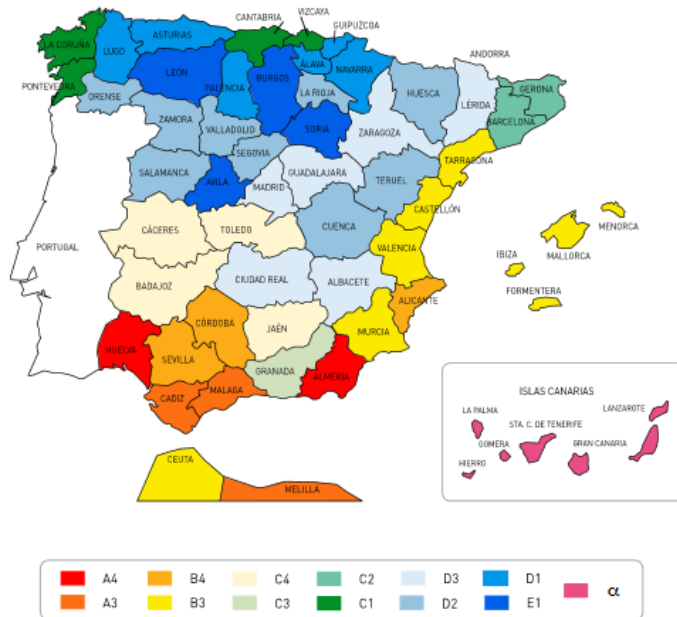 CANTABRIA
VIZCAYA
GUIPUZCOA
LA CORUÑA
LUGO
ASTURIAS
ANDORRA
PONTEVEDRA
ORENSE
LEÓN
PALENCIA
BURGOS
ÁLAVA
NAVARRA
LA RIOJA
HUESCA
LÉRIDA
GERONA
BARCELONA
ZAMORA
VALLADOLID
SORIA
ZARAGOZA
TARRAGONA
SEGOVIA
SALAMANCA
AVILA
MADRID
GUADALAJARA
TERUEL
CASTELLÓN
MENORCA
PORTUGAL
CÁCERES
TOLEDO
CUENCA
VALENCIA
IBIZA
MALLORCA
BADAJOZ
CIUDAD REAL
ALBACETE
FORMENTERA
ALICANTE
CÓRDOBA
JAÉN
MURCIA
HUELVA
SEVILLA
GRANADA
ALMERIA
CADIZ
MALAGA
ISLAS CANARIAS
LA PALMA
LANZAROTE
STA. C. DE TENERIFE
GOMERA
GRAN CANARIA
HIERRO
CEUTA
MELILLA
A4 B4 C4 C2 D3 D1 α
A3 B3 C3 C1 D2 E1